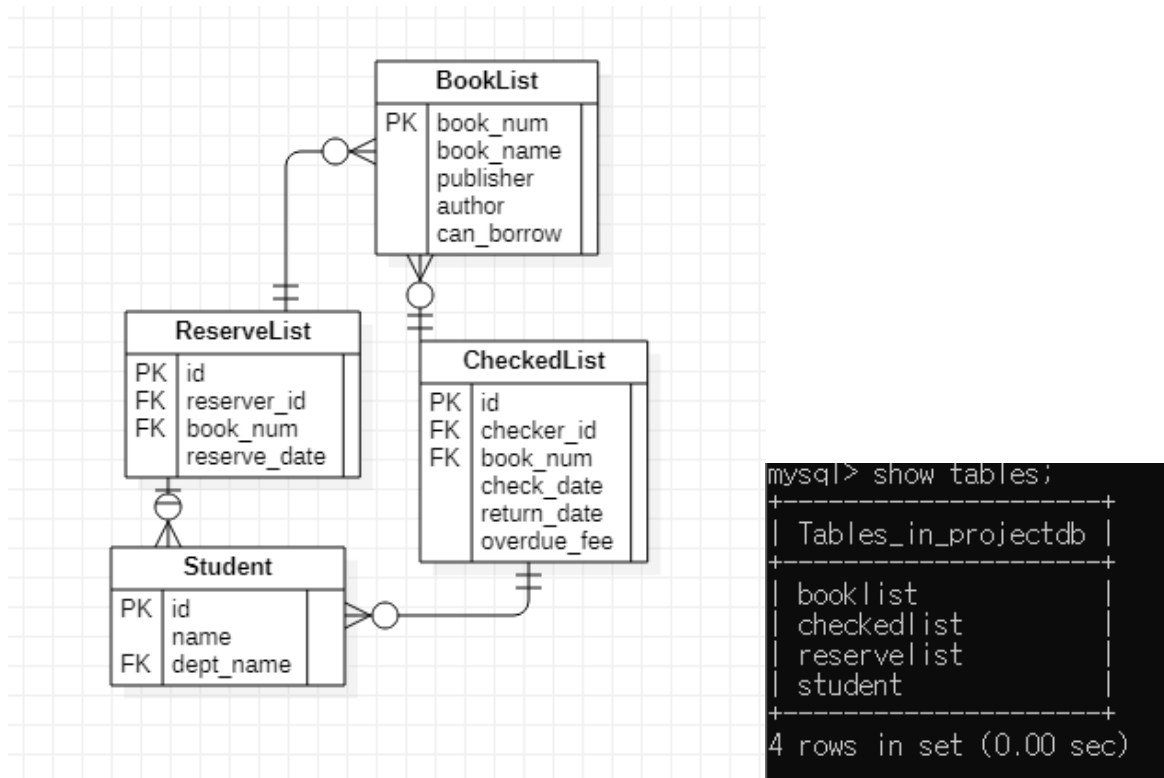 BookList
PK book_num
book_name
publisher
author
can_borrow
ReserveList
PK id
FK reserver_id
FK book_num
reserve_date
CheckedList
PK id
FK checker_id
FK book_num
check_date
return_date
overdue_fee
Student
PK id
name
FK dept_name
mysql> show tables;
+----------------------+
| Tables_in_projectdb |
+----------------------+
| booklist |
| checkedlist |
| reservelist |
| student |
+----------------------+
4 rows in set (0.00 sec)